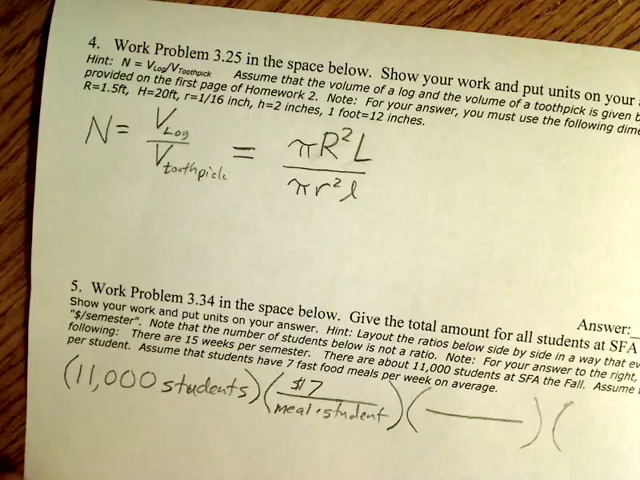 4. Work Problem 3.25 in the space below. Show your work and put units on your
Hint: N = VLog/VToothpick Assume that the volume of a log and the volume of a toothpick is given
provided on the first page of Homework 2. Note: For your answer, you must use the following
R=1.5ft, H=20ft, r=1/16 inch, h=2 inches, 1 foot=12 inches.
N = VLog / Vtoothpick = πR²L / πr²l
Answer:
5. Work Problem 3.34 in the space below. Give the total amount for all students at SFA
Show your work and put units on your answer. Hint: Layout the ratios below side by side in a way that
"$/semester". Note that the number of students below is not a ratio. Note: For your answer to the right,
following: There are 15 weeks per semester. There are about 11,000 students at SFA the Fall. Assume
per student. Assume that students have 7 fast food meals per week on average.
(11,000 students)($17 / meal·student)( )(